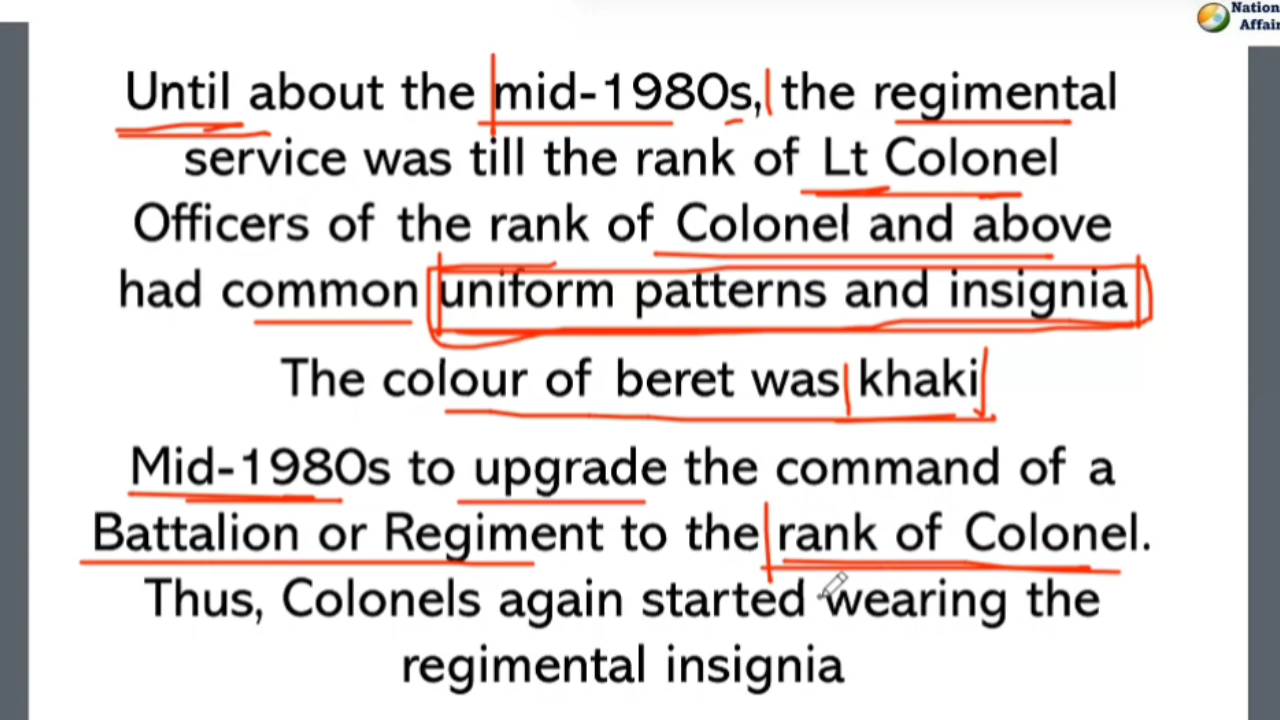 Nation
Affair
Until about the mid-1980s, the regimental
service was till the rank of Lt Colonel
Officers of the rank of Colonel and above
had common uniform patterns and insignia
The colour of beret was khaki
Mid-1980s to upgrade the command of a
Battalion or Regiment to the rank of Colonel.
Thus, Colonels again started wearing the
regimental insignia